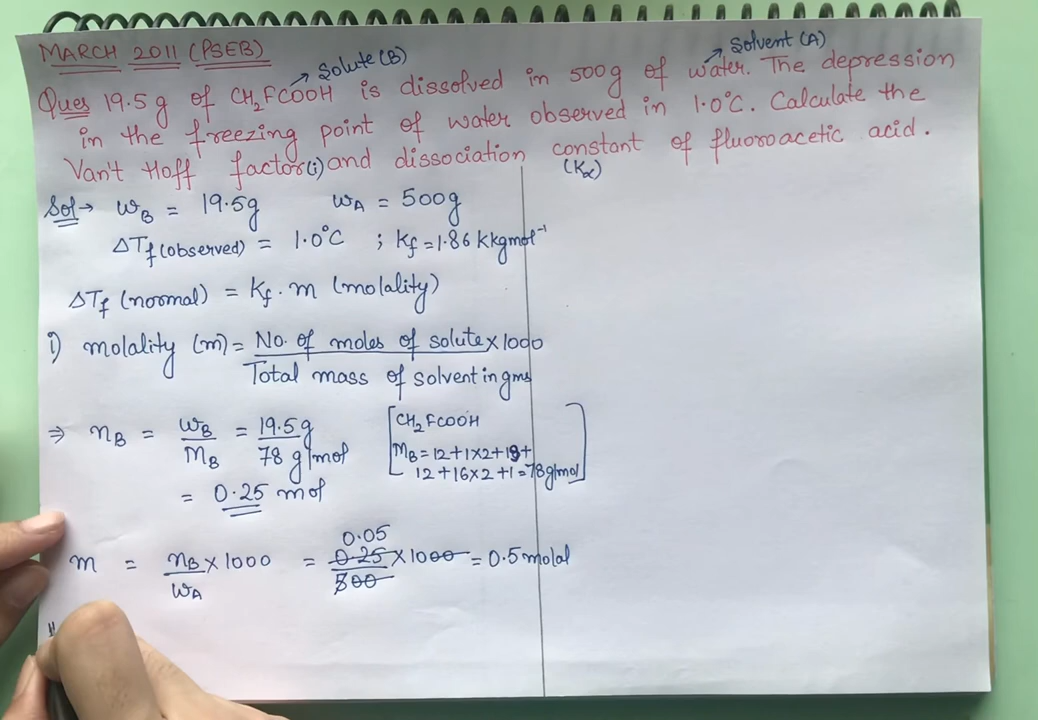 MARCH 2011 (PSEB)
→ Solute (B)
→ Solvent (A)
Ques 19.5 g of CH₂FCOOH is dissolved in 500g of water. The depression
in the freezing point of water observed in 1.0°C. Calculate the
Van't Hoff factor(i) and dissociation constant of fluoroacetic acid.
(Kα)
Sol→ WB = 19.5g WA = 500g
ΔTf (observed) = 1.0°C ; Kf = 1.86 K kg mol⁻¹
ΔTf (normal) = Kf . m (molality)
i) molality (m) = No. of moles of solute × 1000
Total mass of solvent in gms
⇒ nB = WB/MB = 19.5g/78 g/mol
= 0.25 mol
[CH₂FCOOH
MB = 12+1×2+19+
12+16×2+1 = 78g/mol]
m = nB/WA × 1000 = 0.25/500 × 1000 = 0.5 molal
0.05